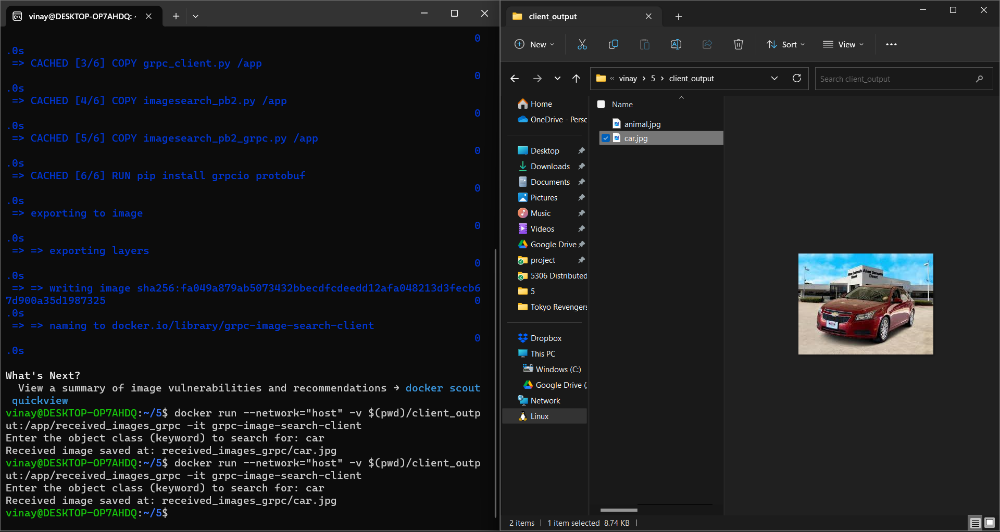 vinay@DESKTOP-OP7AHDQ: ~
0
.0s
=> CACHED [3/6] COPY grpc_client.py /app
0
.0s
=> CACHED [4/6] COPY imagesearch_pb2.py /app
0
.0s
=> CACHED [5/6] COPY imagesearch_pb2_grpc.py /app
0
.0s
=> CACHED [6/6] RUN pip install grpcio protobuf
0
.0s
=> exporting to image
0
.0s
=> => exporting layers
0
.0s
=> => writing image sha256:fa049a879ab5073432bbecdfcdeedd12afa048213d3fecb6
7d900a35d1987325 0
.0s
=> => naming to docker.io/library/grpc-image-search-client
0
.0s
What's Next?
View a summary of image vulnerabilities and recommendations → docker scout
quickview
vinay@DESKTOP-OP7AHDQ:~/5$ docker run --network="host" -v $(pwd)/client_outp
ut:/app/received_images_grpc -it grpc-image-search-client
Enter the object class (keyword) to search for: car
Received image saved at: received_images_grpc/car.jpg
vinay@DESKTOP-OP7AHDQ:~/5$ docker run --network="host" -v $(pwd)/client_outp
ut:/app/received_images_grpc -it grpc-image-search-client
Enter the object class (keyword) to search for: car
Received image saved at: received_images_grpc/car.jpg
vinay@DESKTOP-OP7AHDQ:~/5$
client_output
New
Sort
View
« vinay > 5 > client_output
Search client_output
Home
OneDrive - Perso
Desktop
Downloads
Documents
Pictures
Music
Videos
Google Drive
project
5306 Distributed
5
Tokyo Revengers
Dropbox
This PC
Windows (C:)
Google Drive (
Network
Linux
Name
animal.jpg
car.jpg
Allen Samuels
Direct
2 items | 1 item selected 8.74 KB |